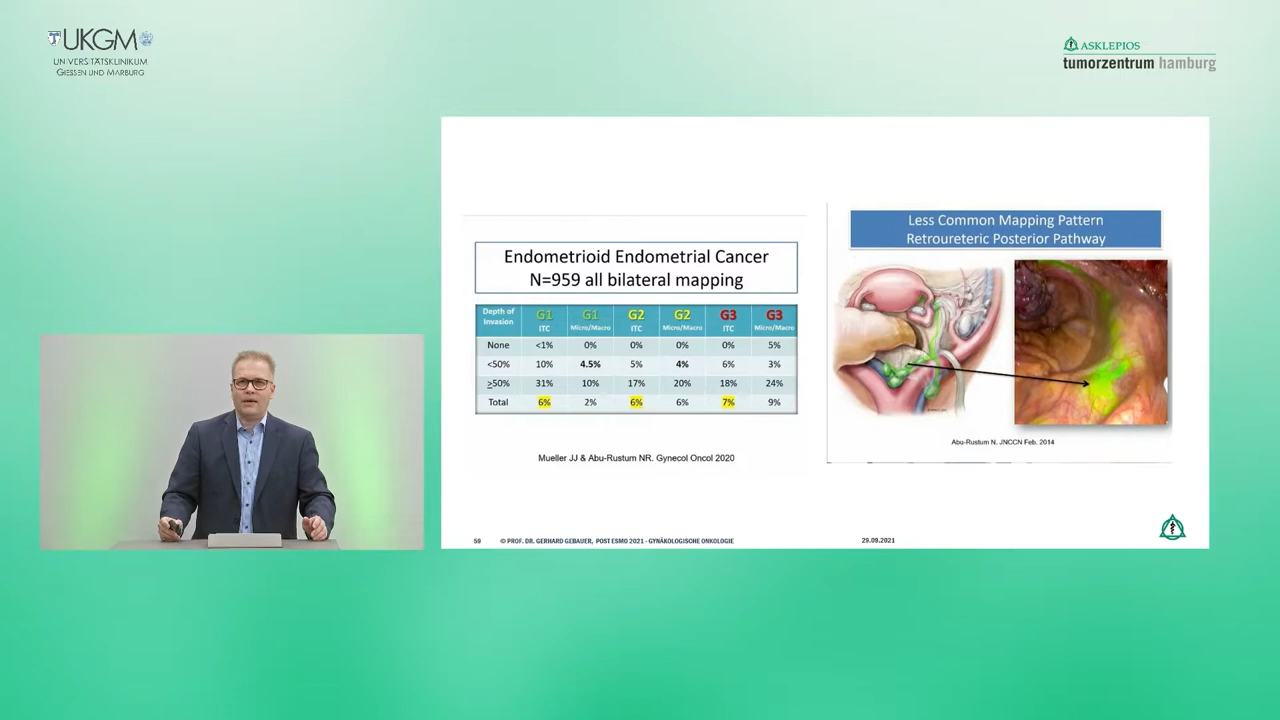 UKGM
UNIVERSITÄTSKLINIKUM
GIESSEN UND MARBURG
ASKLEPIOS
tumorzentrum hamburg
Endometrioid Endometrial Cancer
N=959 all bilateral mapping
Depth of Invasion G1 ITC G1 Micro/Macro G2 ITC G2 Micro/Macro G3 ITC G3 Micro/Macro
None <1% 0% 0% 0% 0% 5%
<50% 10% 4.5% 5% 4% 6% 3%
≥50% 31% 10% 17% 20% 18% 24%
Total 6% 2% 6% 6% 7% 9%
Mueller JJ & Abu-Rustum NR. Gynecol Oncol 2020
Less Common Mapping Pattern
Retroureteric Posterior Pathway
Abu-Rustum N. JNCCN Feb. 2014
59 © PROF. DR. GERHARD GEBAUER, POST ESMO 2021 - GYNÄKOLOGISCHE ONKOLOGIE 29.09.2021